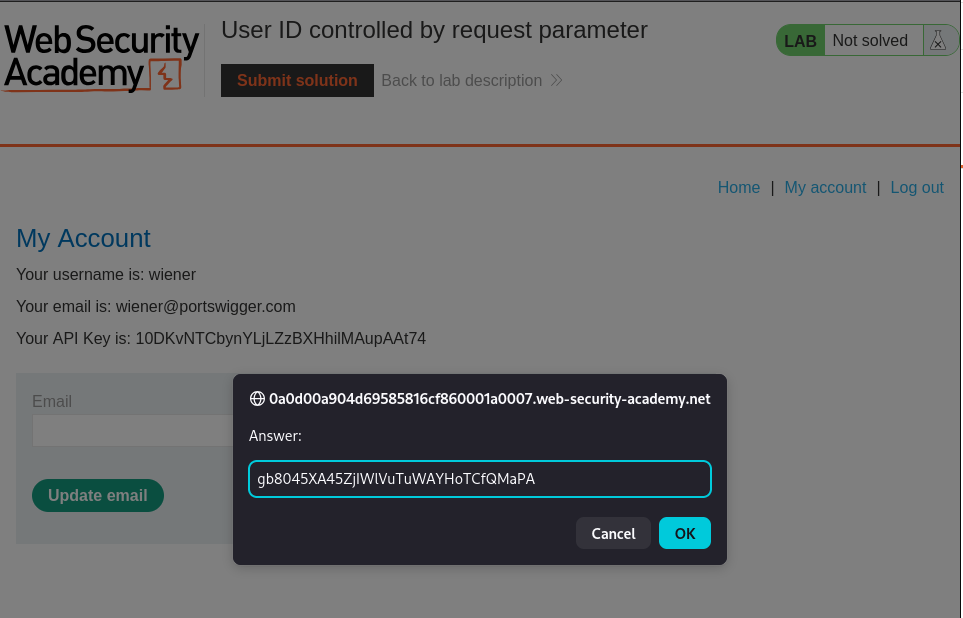 Web Security
Academy
User ID controlled by request parameter
LAB Not solved
Submit solution Back to lab description
Home | My account | Log out
My Account
Your username is: wiener
Your email is: wiener@portswigger.com
Your API Key is: 10DKvNTCbynYLjLZzBXHhilMAupAAt74
Email
Update email
0a0d00a904d69585816cf860001a0007.web-security-academy.net
Answer:
gb8045XA45ZjIWlVuTuWAYHoTCfQMaPA
Cancel OK